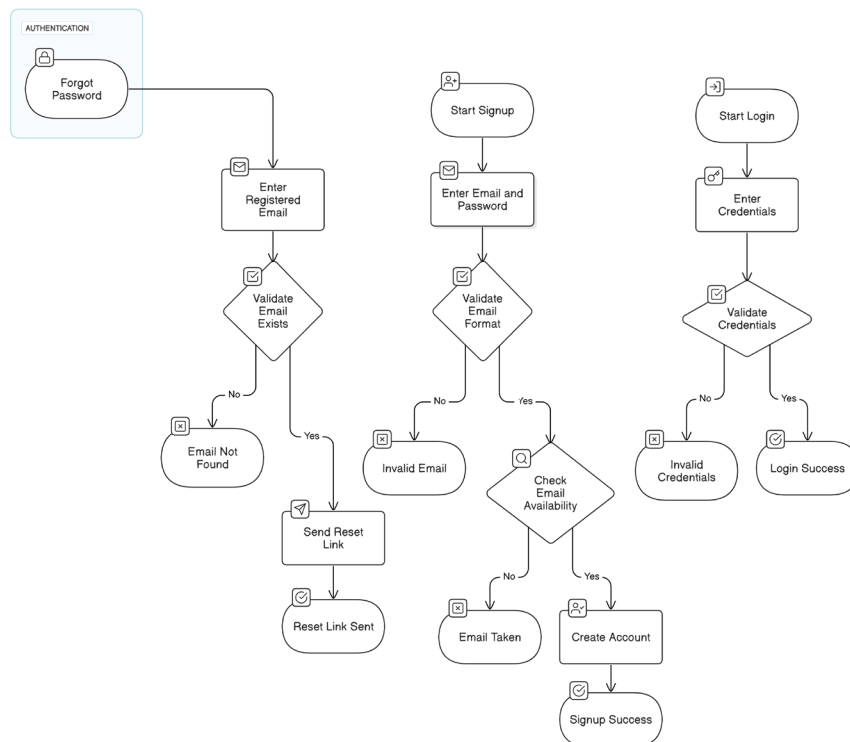 AUTHENTICATION
Forgot
Password
Enter
Registered
Email
Validate
Email
Exists
No
Yes
Email Not
Found
Send Reset
Link
Reset Link Sent
Start Signup
Enter Email and
Password
Validate
Email
Format
No
Yes
Invalid Email
Check
Email
Availability
No
Yes
Email Taken
Create Account
Signup Success
Start Login
Enter
Credentials
Validate
Credentials
No
Yes
Invalid
Credentials
Login Success